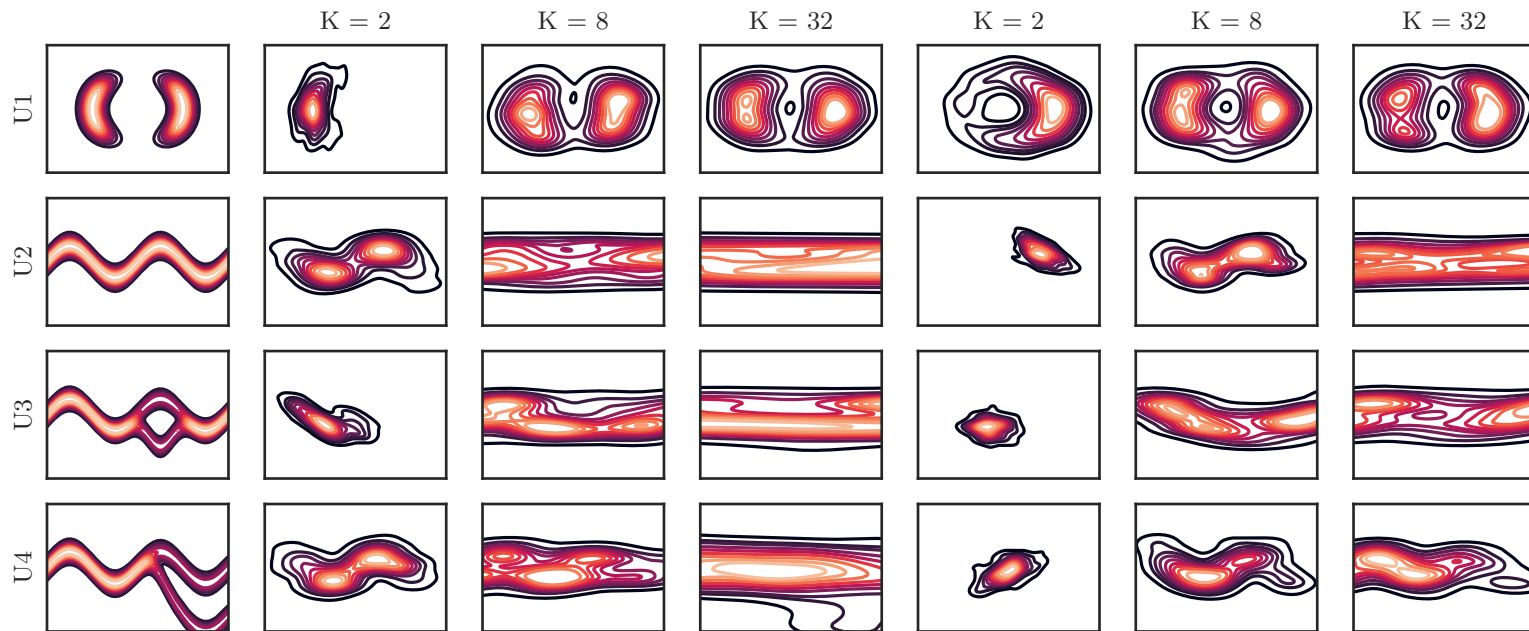 K = 2 K = 8 K = 32 K = 2 K = 8 K = 32
U1
U2
U3
U4